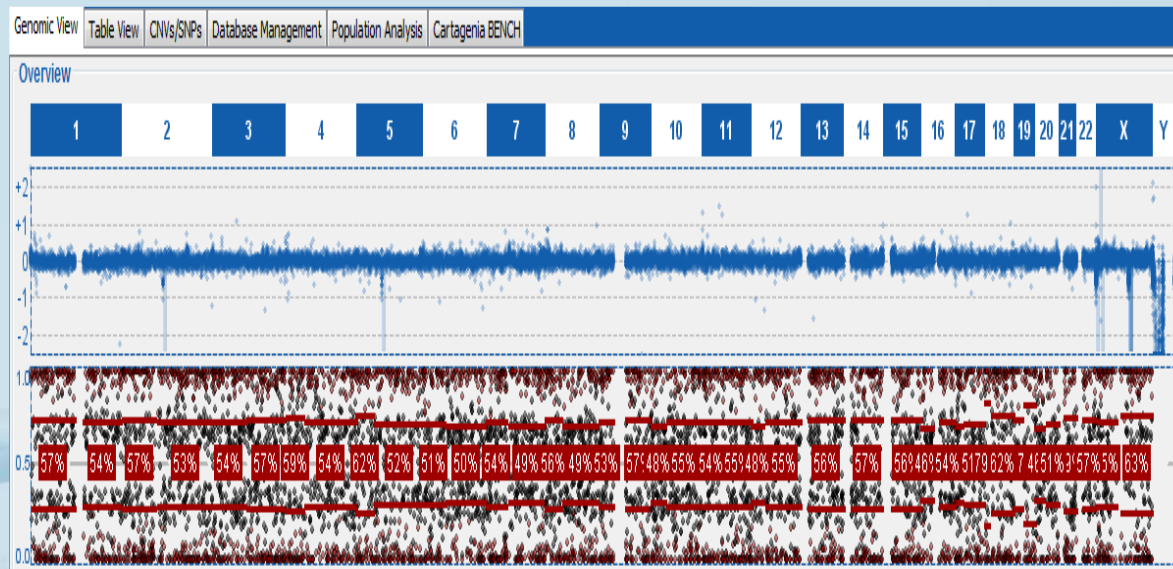 Genomic View Table View CNVs/SNPs Database Management Population Analysis Cartagenia BENCH
Overview
1 2 3 4 5 6 7 8 9 10 11 12 13 14 15 16 17 18 19 20 21 22 X Y
+2
+1
0
-1
-2
1.0
0.5 57% 54% 57% 53% 54% 57% 59% 54% 62% 52% 51% 50% 54% 49% 56% 49% 53% 48% 55% 54% 48% 55% 56% 57% 54% 62% 51% 57% 63%
0.0